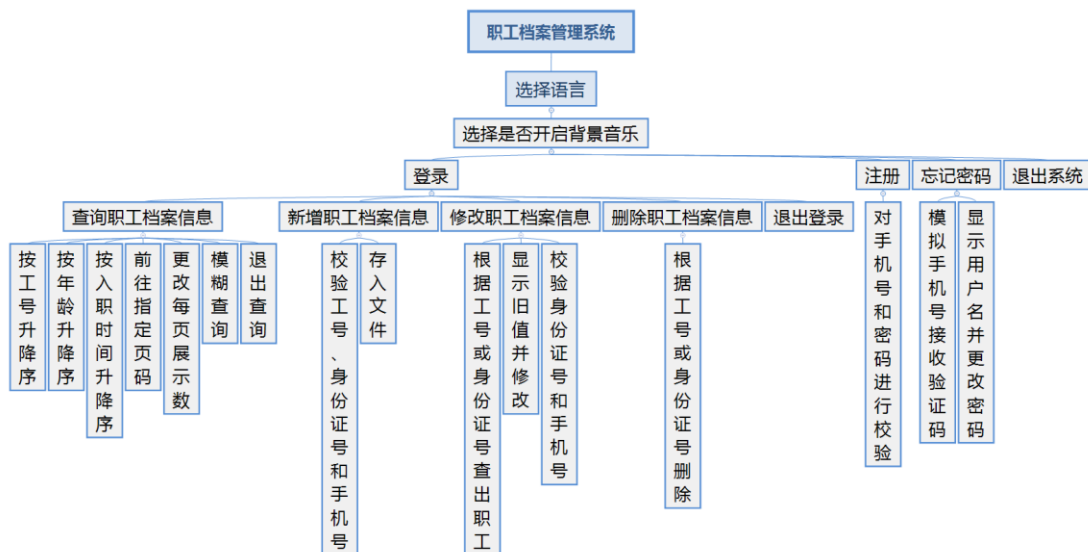 职工档案管理系统
选择语言
选择是否开启背景音乐
登录
注册
忘记密码
退出系统
查询职工档案信息
新增职工档案信息
修改职工档案信息
删除职工档案信息
退出登录
按工号升降序
按年龄升降序
按入职时间升降序
前往指定页码
更改每页展示数
模糊查询
退出查询
校验工号、身份证号和手机号
存入文件
根据工号或身份证号查出职工
显示旧值并修改
校验身份证号和手机号
根据工号或身份证号删除
对手机号和密码进行校验
模拟手机号接收验证码
显示用户名并更改密码